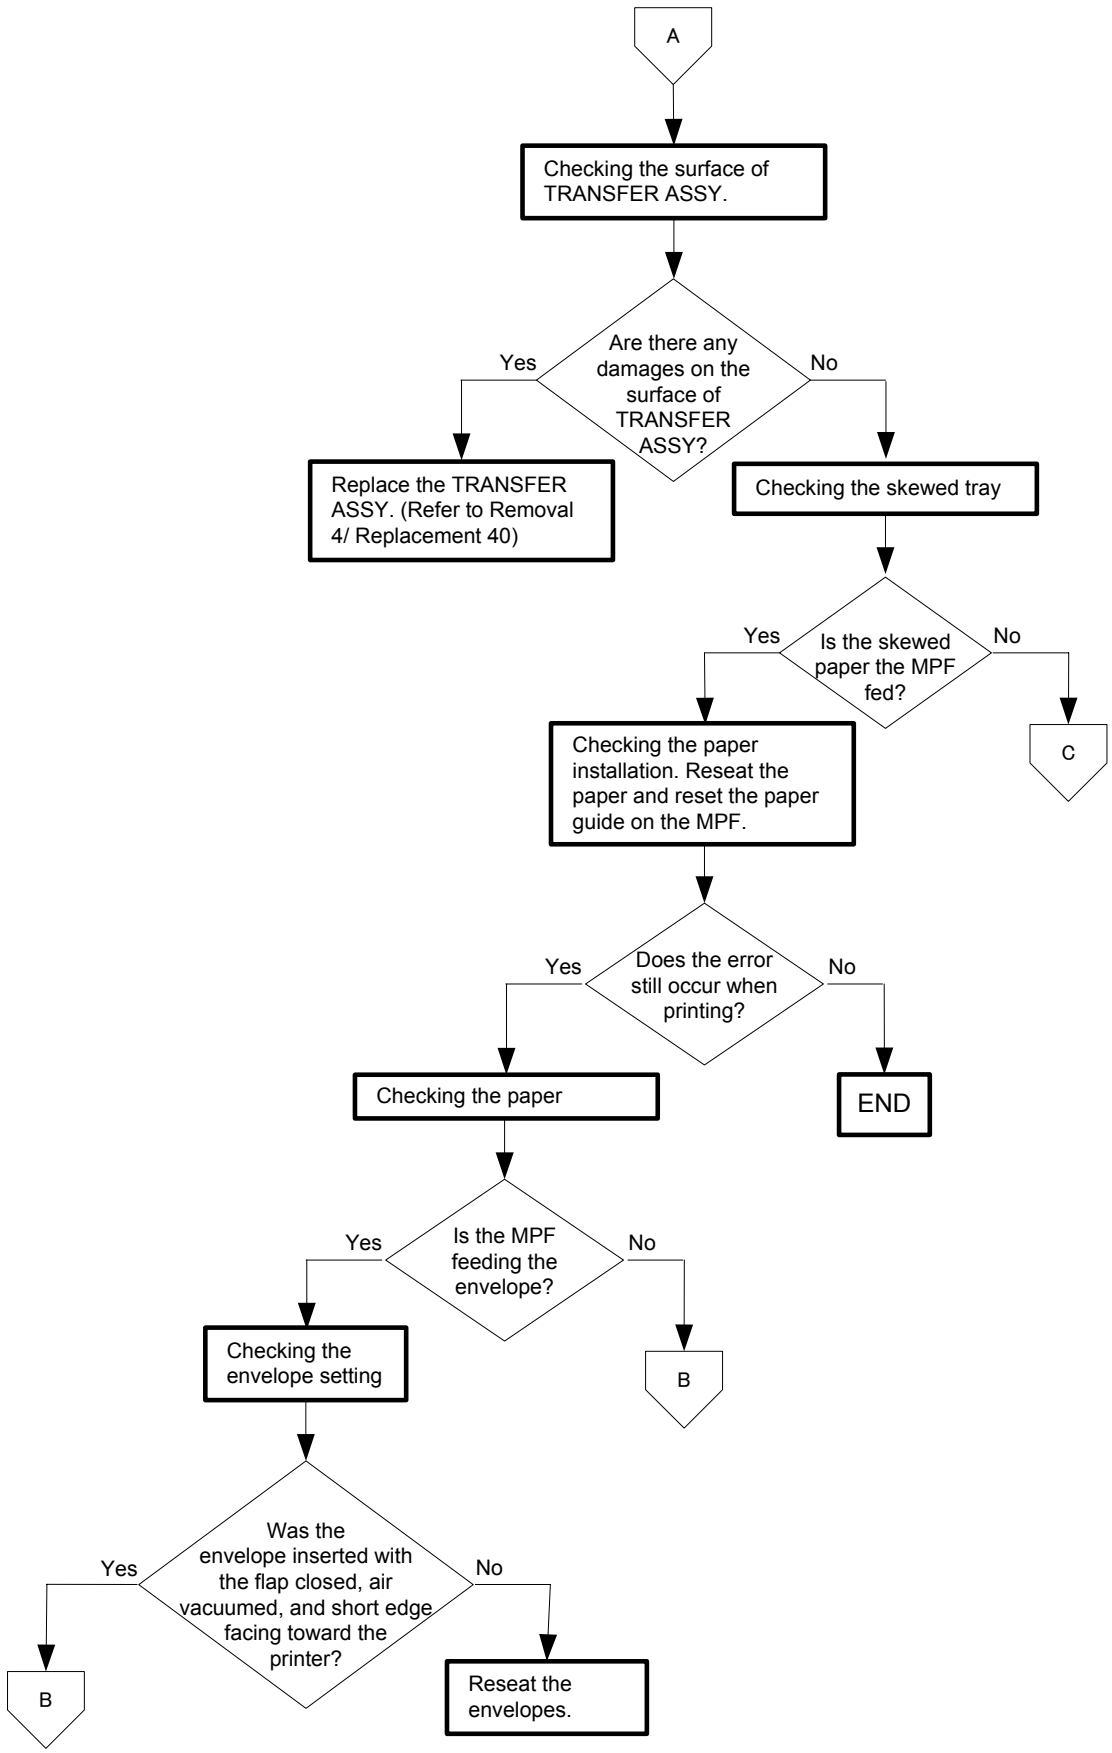 A
Checking the surface of
TRANSFER ASSY.
Are there any
damages on the
surface of
TRANSFER
ASSY?
Yes
No
Replace the TRANSFER
ASSY. (Refer to Removal
4/ Replacement 40)
Checking the skewed tray
Is the skewed
paper the MPF
fed?
Yes
No
C
Checking the paper
installation. Reseat the
paper and reset the paper
guide on the MPF.
Does the error
still occur when
printing?
Yes
No
END
Checking the paper
Is the MPF
feeding the
envelope?
Yes
No
B
Checking the
envelope setting
Was the
envelope inserted with
the flap closed, air
vacuumed, and short edge
facing toward the
printer?
Yes
No
B
Reseat the
envelopes.